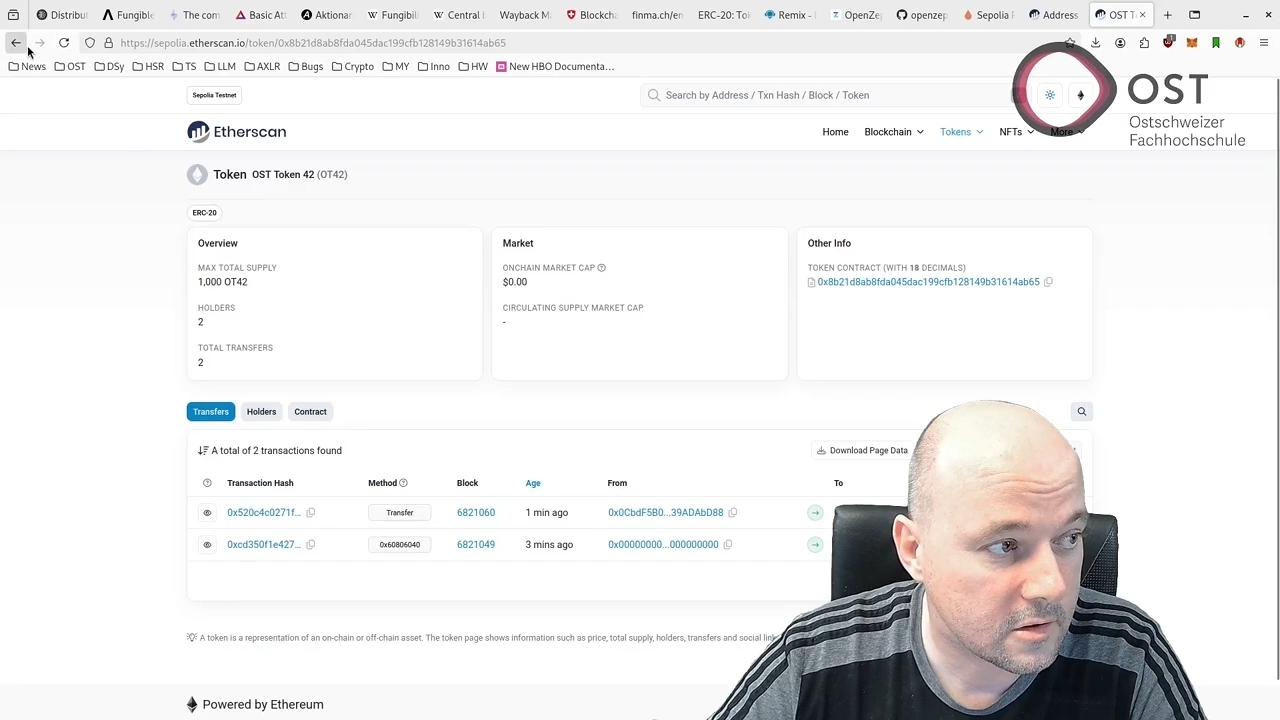 Distribut
Fungible
The com
Basic Att
Aktionar
Fungibil
Central
Wayback Ma
Blockcha
finma.ch/en
ERC-20:
Remix -
OpenZep
openzep
Sepolia F
Address
OST T
https://sepolia.etherscan.io/token/0x8b21d8ab8fda045dac199cfb128149b31614ab65
News OST DSy HSR TS LLM AXLR Bugs Crypto MY Inno HW New HBO Documenta...
Sepolia Testnet
Search by Address / Txn Hash / Block / Token
OST
Ostschweizer
Fachhochschule
Etherscan
Home Blockchain Tokens NFTs More
Token OST Token 42 (OT42)
ERC-20
Overview
MAX TOTAL SUPPLY
1,000 OT42
HOLDERS
2
TOTAL TRANSFERS
2
Market
ONCHAIN MARKET CAP
$0.00
CIRCULATING SUPPLY MARKET CAP
-
Other Info
TOKEN CONTRACT (WITH 18 DECIMALS)
0x8b21d8ab8fda045dac199cfb128149b31614ab65
Transfers Holders Contract
A total of 2 transactions found
Download Page Data
Transaction Hash Method Block Age From To
0x520c4c0271f... Transfer 6821060 1 min ago 0x0CbdF5B0...39ADAbD88
0xcd350f1e427... 0x60806040 6821049 3 mins ago 0x00000000...000000000
A token is a representation of an on-chain or off-chain asset. The token page shows information such as price, total supply, holders, transfers and social
Powered by Ethereum